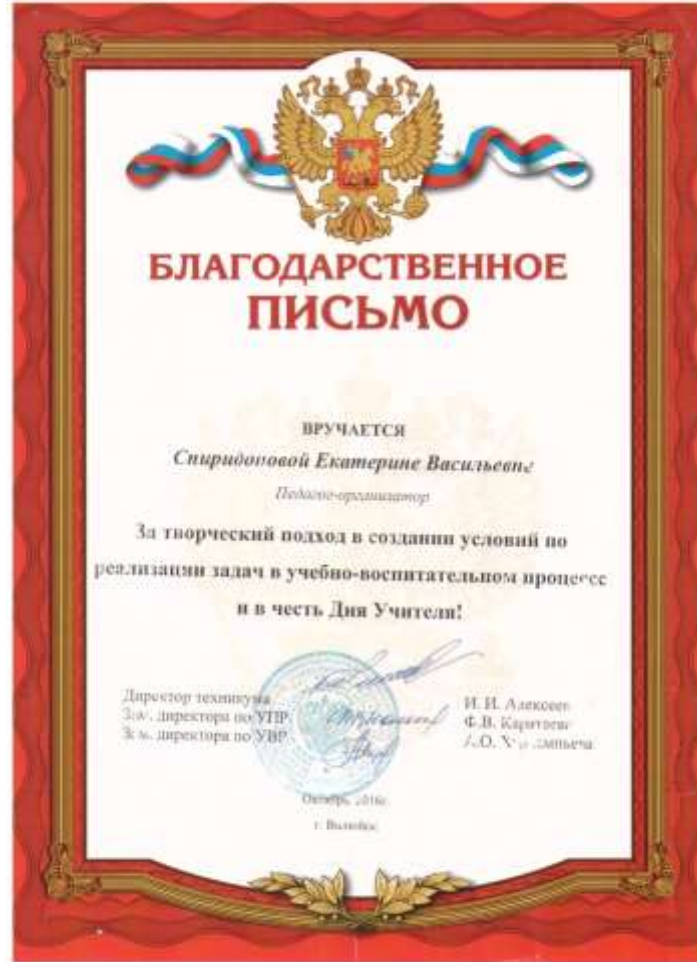 БЛАГОДАРСТВЕННОЕ
ПИСЬМО
ВРУЧАЕТСЯ
Спиридоновой Екатерине Васильевне
Педагог-организатор
За творческий подход в создании условий по
реализации задач в учебно-воспитательном процессе
и в честь Дня Учителя!
Директор техникума И. И. Алексеев
Зам. директора по УПР Ф.В.
Зам. директора по УВР
Октябрь, 2016г.
г. Вилюйск